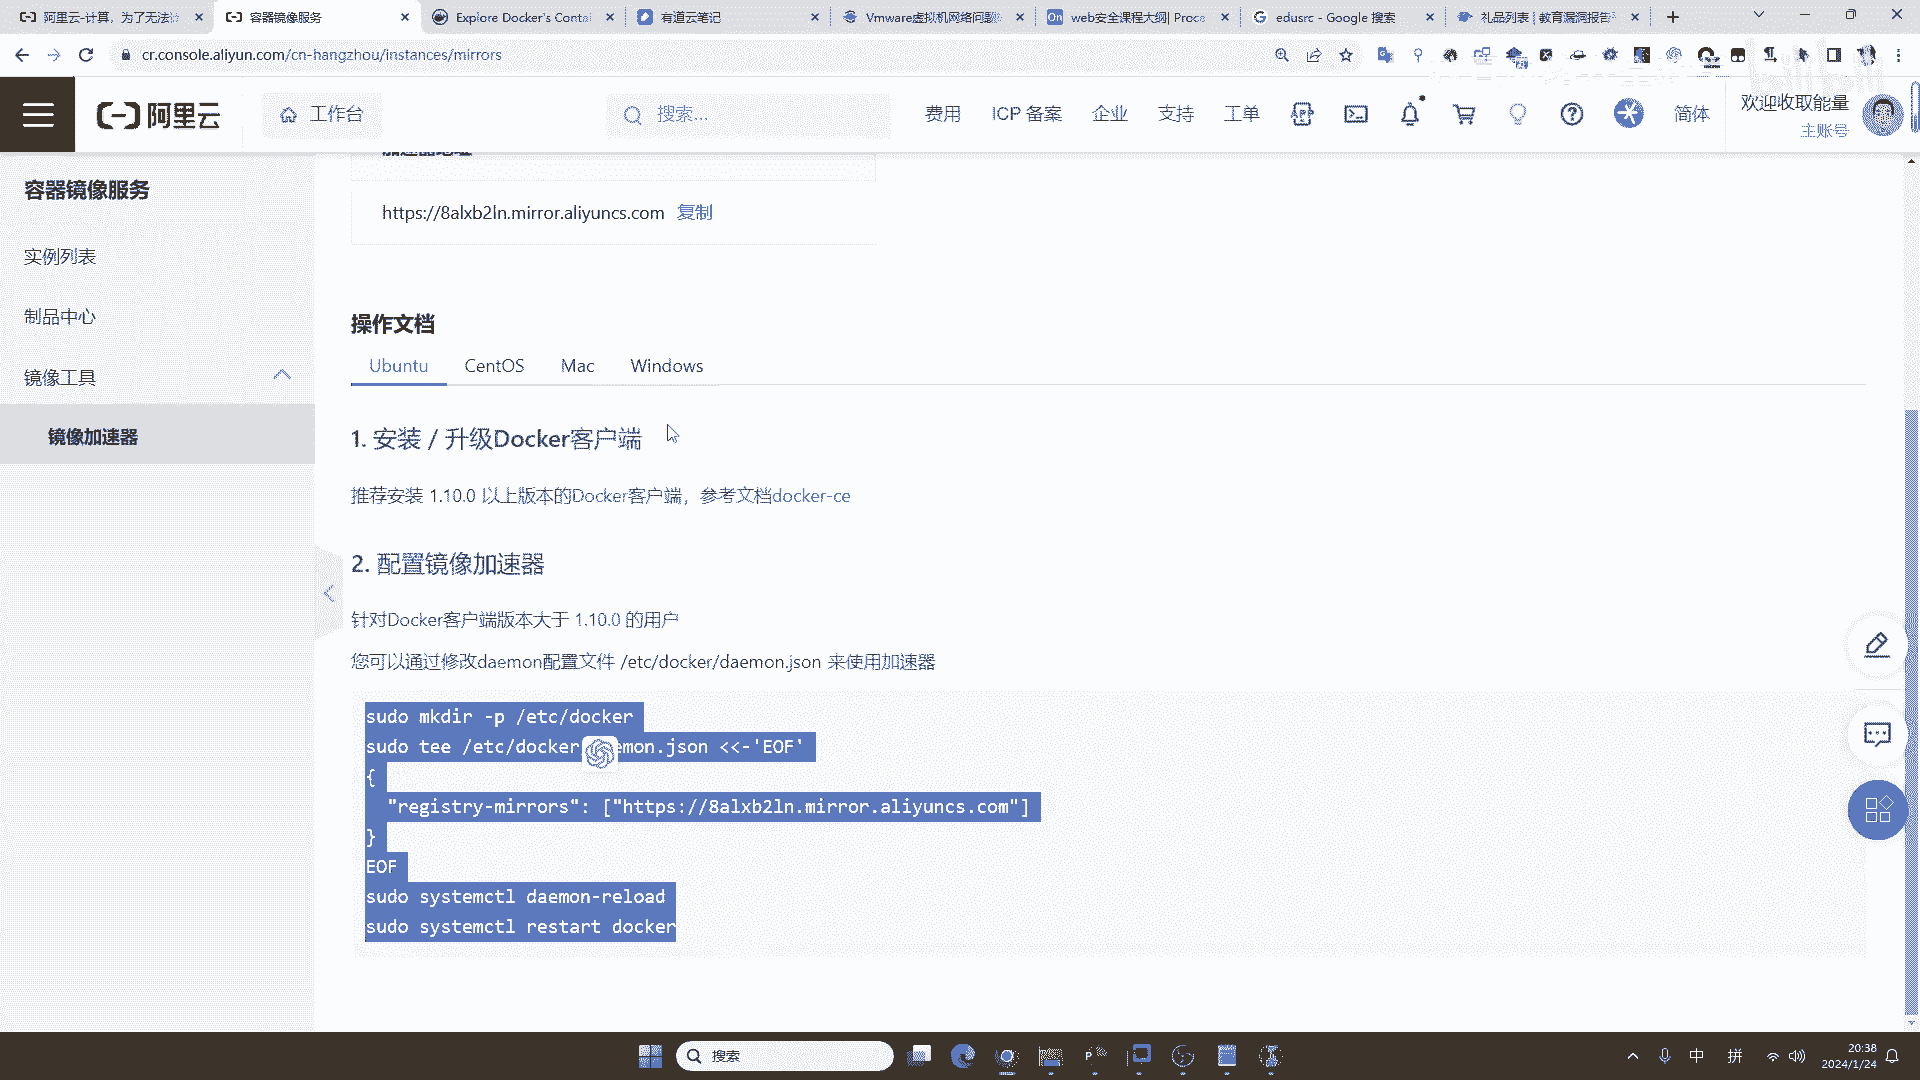 阿里云-计算，为了无法计
容器镜像服务
Explore Docker's Contai
有道云笔记
Vmware虚拟机网络问题
web安全课程大纲| Proce
edusrc - Google 搜索
礼品列表 | 教育漏洞报告
cr.console.aliyun.com/cn-hangzhou/instances/mirrors
阿里云
工作台
搜索...
费用
ICP 备案
企业
支持
工单
简体
欢迎收取能量
主账号
容器镜像服务
实例列表
制品中心
镜像工具
镜像加速器
加速器地址
https://8alxb2ln.mirror.aliyuncs.com 复制
操作文档
Ubuntu CentOS Mac Windows
1. 安装 / 升级Docker客户端
推荐安装 1.10.0 以上版本的Docker客户端，参考文档docker-ce
2. 配置镜像加速器
针对Docker客户端版本大于 1.10.0 的用户
您可以通过修改daemon配置文件 /etc/docker/daemon.json 来使用加速器
sudo mkdir -p /etc/docker
sudo tee /etc/docker emon.json <<-'EOF'
{
"registry-mirrors": ["https://8alxb2ln.mirror.aliyuncs.com"]
}
EOF
sudo systemctl daemon-reload
sudo systemctl restart docker
搜索
中
拼
20:38
2024/1/24